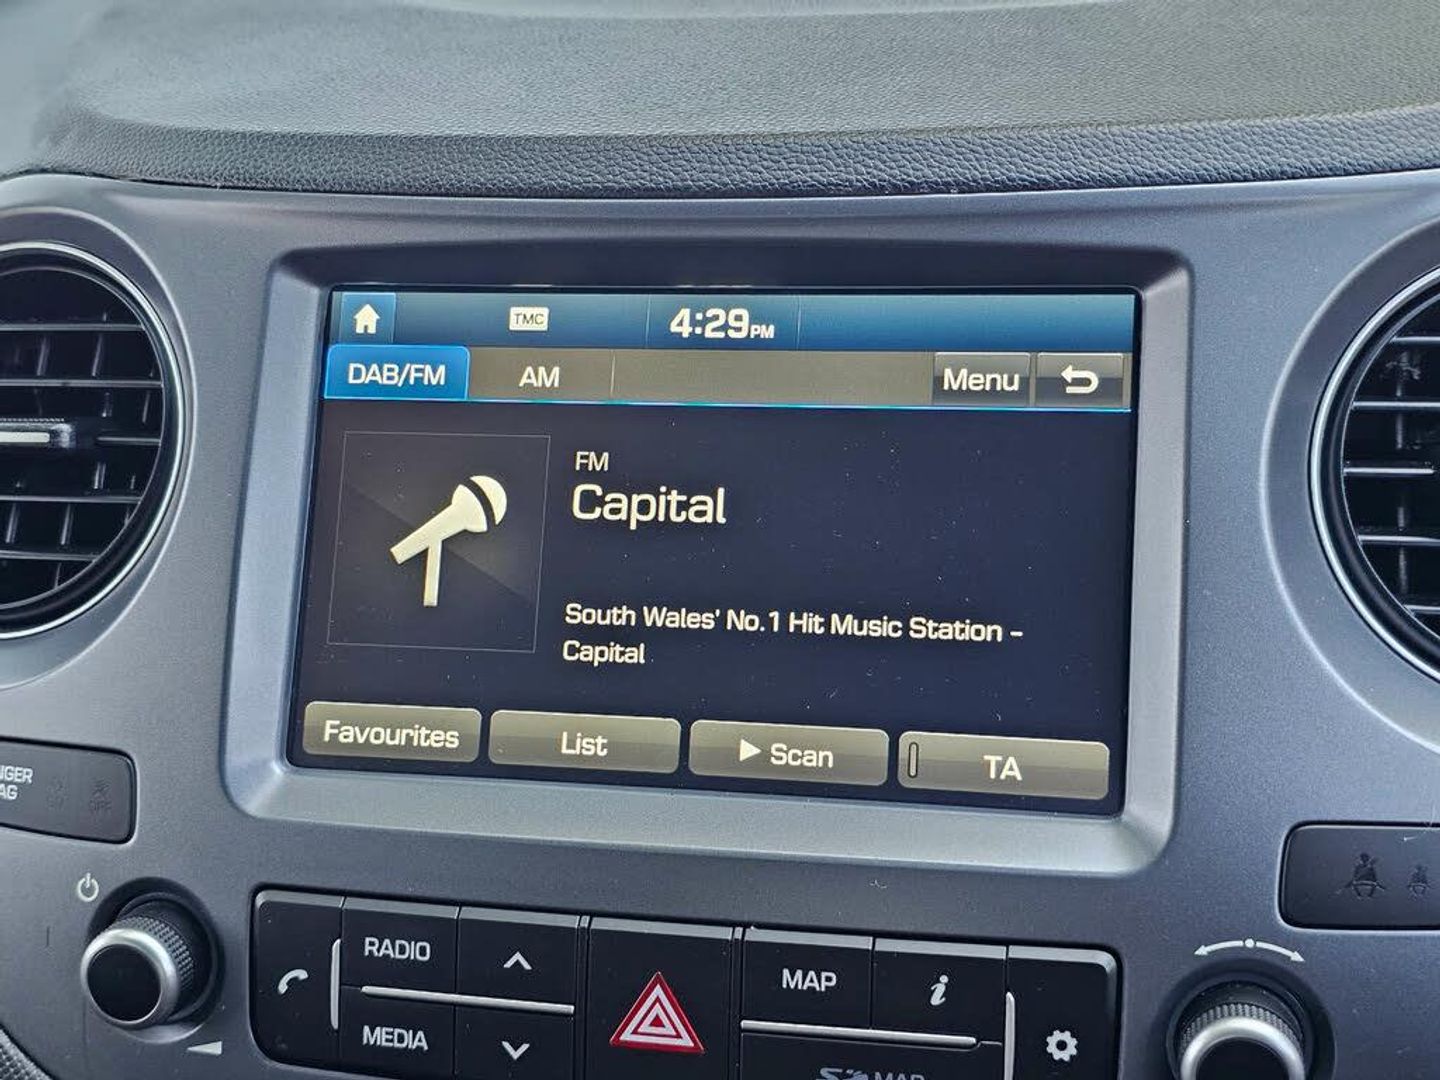 TMC
4:29PM
DAB/FM
AM
Menu
FM
Capital
South Wales' No.1 Hit Music Station -
Capital
Favourites
List
Scan
TA
RADIO
MEDIA
MAP
i
MAP